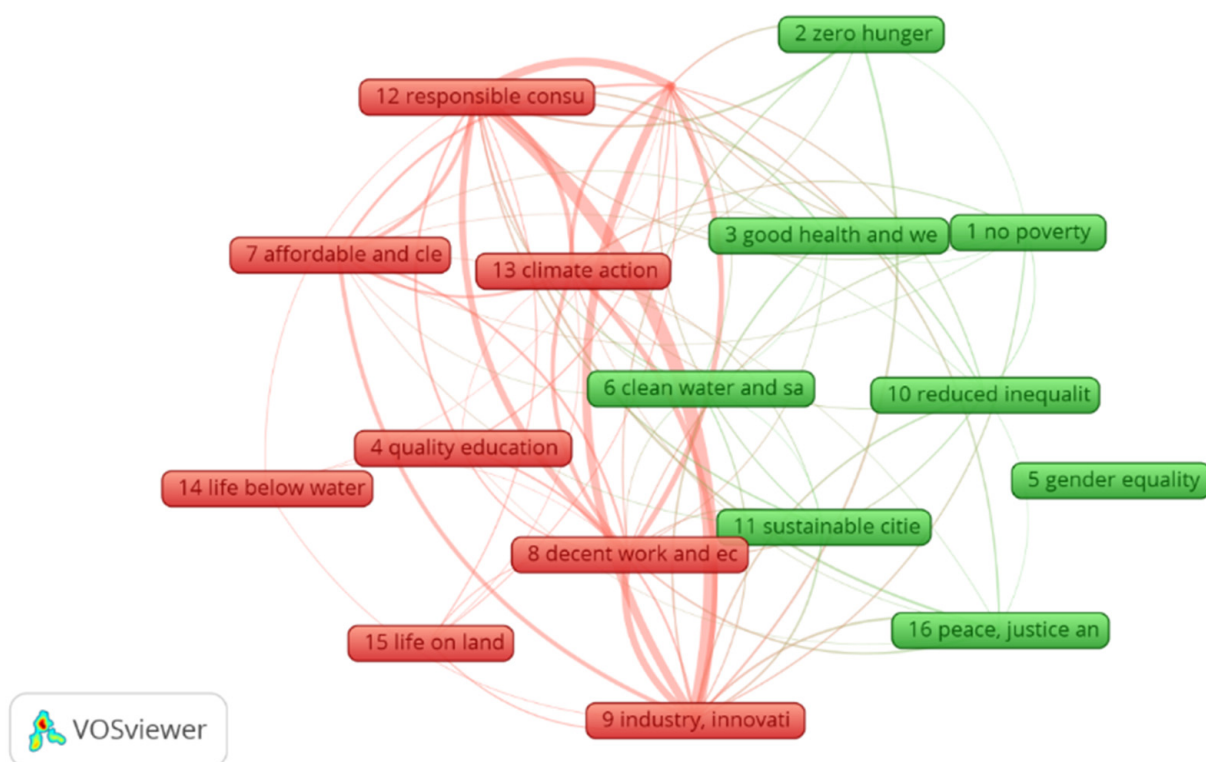 2 zero hunger
12 responsible consu
3 good health and we
1 no poverty
7 affordable and cle
13 climate action
6 clean water and sa
10 reduced inequalit
4 quality education
14 life below water
5 gender equality
11 sustainable citie
8 decent work and ec
16 peace, justice an
15 life on land
9 industry, innovati
VOSviewer